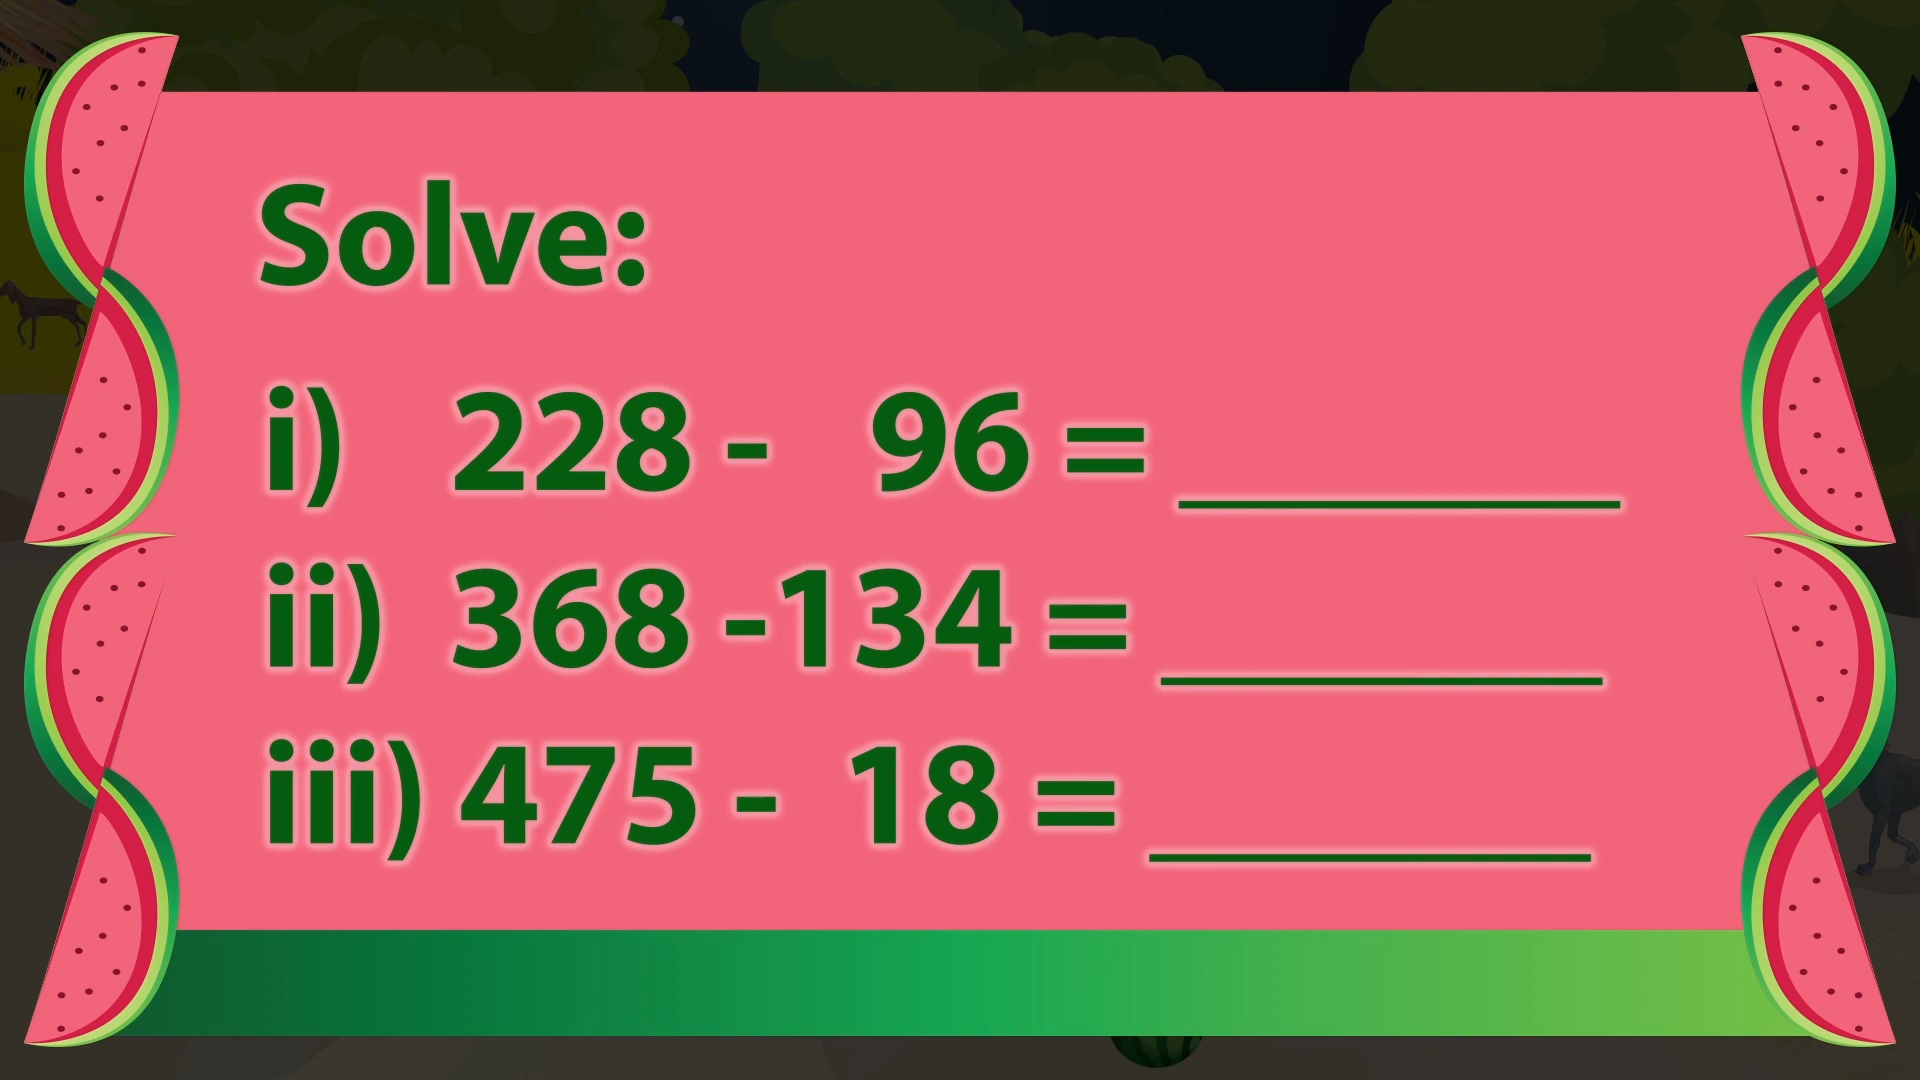 Solve:
i) 228 - 96 = ________
ii) 368 -134 = ________
iii) 475 - 18 = ________